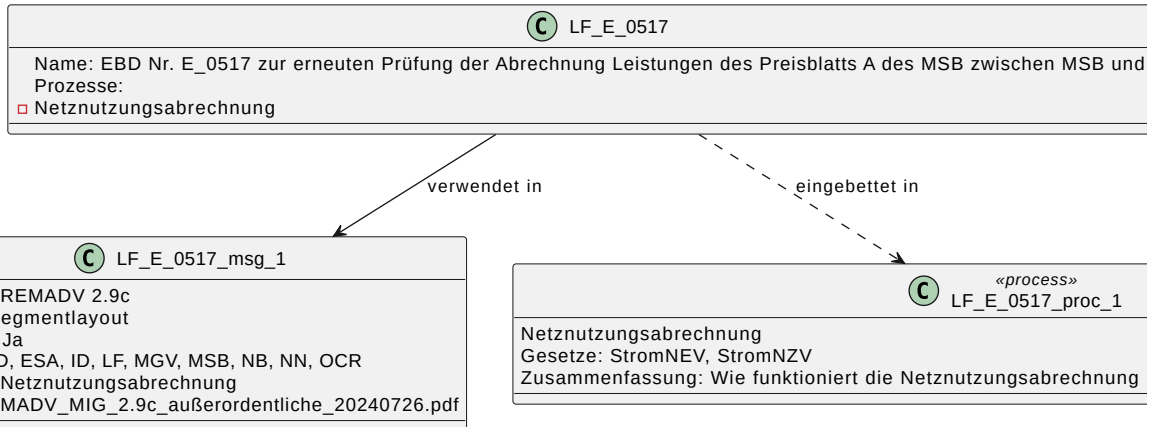 C LF_E_0517
Name: EBD Nr. E_0517 zur erneuten Prüfung der Abrechnung Leistungen des Preisblatts A des MSB zwischen MSB und
Prozesse:
Netznutzungsabrechnung
verwendet in
eingebettet in
C LF_E_0517_msg_1
REMADV 2.9c
egmentlayout
Ja
D, ESA, ID, LF, MGV, MSB, NB, NN, OCR
Netznutzungsabrechnung
MADV_MIG_2.9c_außerordentliche_20240726.pdf
«process»
C LF_E_0517_proc_1
Netznutzungsabrechnung
Gesetze: StromNEV, StromNZV
Zusammenfassung: Wie funktioniert die Netznutzungsabrechnung